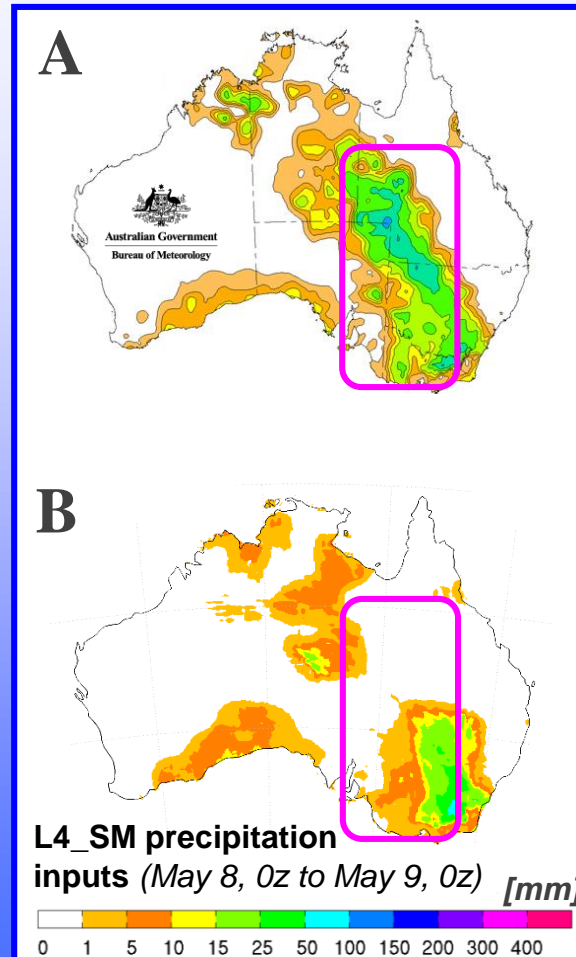 A
Australian Government
Bureau of Meteorology
B
L4_SM precipitation
inputs (May 8, 0z to May 9, 0z) [mm]
0 1 5 10 15 25 50 100 150 200 300 400